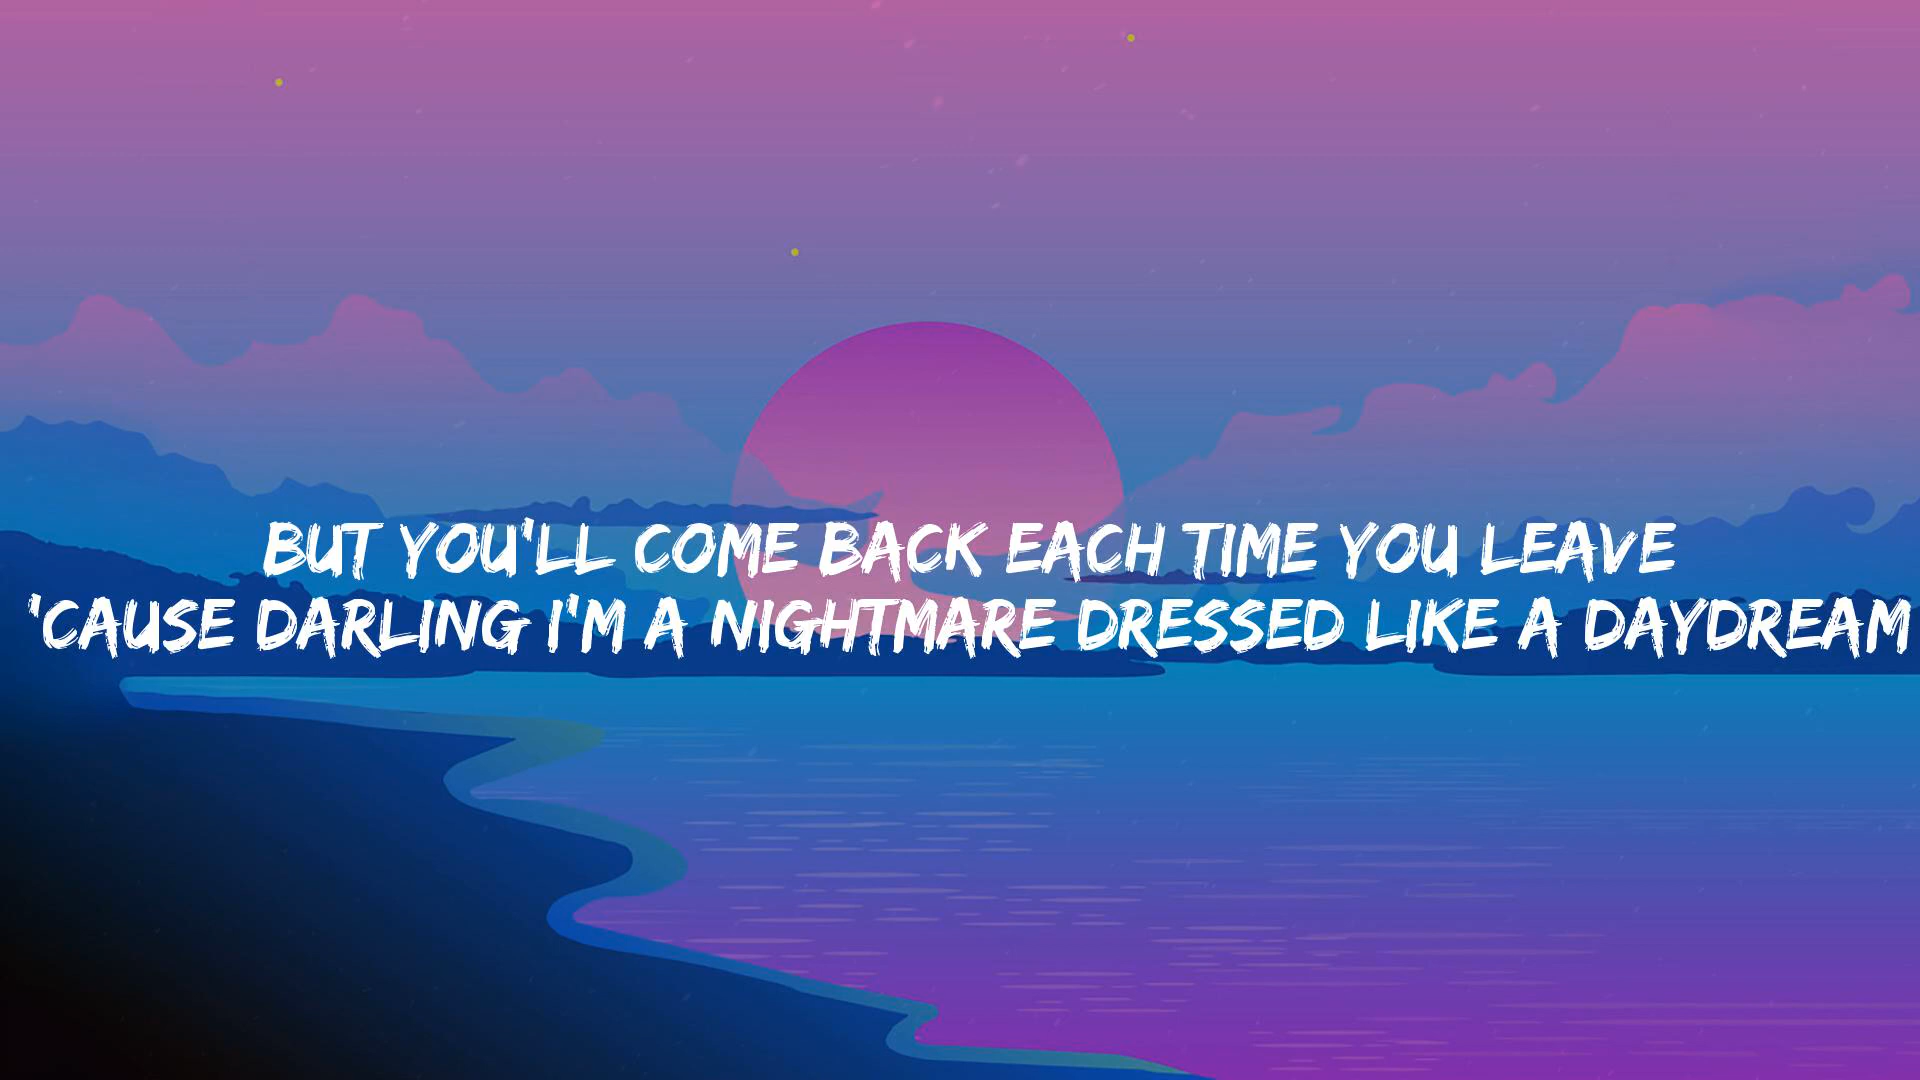 BUT YOU'LL COME BACK EACH TIME YOU LEAVE
'CAUSE DARLING I'M A NIGHTMARE DRESSED LIKE A DAYDREAM